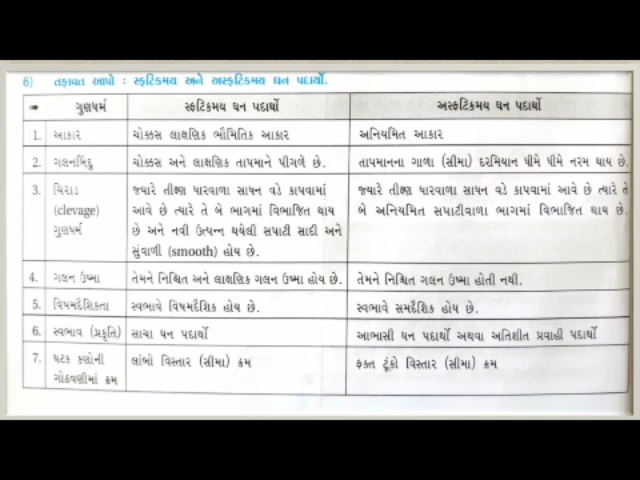 6) તફાવત આપો : સ્ફટિકમય અને અસ્ફટિકમય ઘન પદાર્થો.
ગુણધર્મ સ્ફટિકમય ઘન પદાર્થો અસ્ફટિકમય ઘન પદાર્થો
1. આકાર ચોક્કસ લાક્ષણિક ભૌમિતિક આકાર અનિયમિત આકાર
2. ગલનબિંદુ ચોક્કસ અને લાક્ષણિક તાપમાને પીગળે છે. તાપમાનના ગાળા (સીમા) દરમિયાન ધીમે ધીમે નરમ થાય છે.
3. ચિરાડ જ્યારે તીક્ષ્ણ ધારવાળા સાધન વડે કાપવામાં જ્યારે તીક્ષ્ણ ધારવાળા સાધન વડે કાપવામાં આવે છે ત્યારે તે
(clevage) આવે છે ત્યારે તે બે ભાગમાં વિભાજિત થાય બે અનિયમિત સપાટીવાળા ભાગમાં વિભાજિત થાય છે.
ગુણધર્મ છે અને નવી ઉત્પન્ન થયેલી સપાટી સાદી અને
સુંવાળી (smooth) હોય છે.
4. ગલન ઉષ્મા તેમને નિશ્ચિત અને લાક્ષણિક ગલન ઉષ્મા હોય છે. તેમને નિશ્ચિત ગલન ઉષ્મા હોતી નથી.
5. વિષમદૈશિકતા સ્વભાવે વિષમદૈશિક હોય છે. સ્વભાવે સમદૈશિક હોય છે.
6. સ્વભાવ (પ્રકૃતિ) સાચા ઘન પદાર્થો આભાસી ઘન પદાર્થો અથવા અતિશીત પ્રવાહી પદાર્થો
7. ઘટક કણોની લાંબો વિસ્તાર (સીમા) ક્રમ ફક્ત ટૂંકો વિસ્તાર (સીમા) ક્રમ
ગોઠવણીમાં ક્રમ